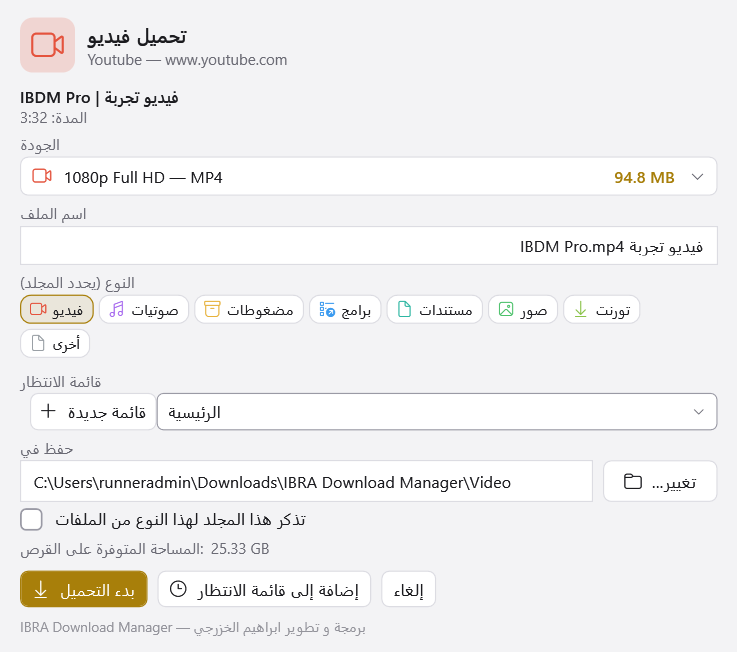 تحميل فيديو
Youtube — www.youtube.com
فيديو تجربة | IBDM Pro
المدة: 3:32
الجودة
1080p Full HD — MP4 94.8 MB
اسم الملف
فيديو تجربة IBDM Pro.mp4
النوع (يحدد المجلد)
فيديو صوتيات مضغوطات برامج مستندات صور تورنت
أخرى
قائمة الانتظار
قائمة جديدة الرئيسية
حفظ في
C:\Users\runneradmin\Downloads\IBRA Download Manager\Video تغيير...
تذكر هذا المجلد لهذا النوع من الملفات
المساحة المتوفرة على القرص: 25.33 GB
بدء التحميل إضافة إلى قائمة الانتظار إلغاء
IBRA Download Manager — برمجة و تطوير ابراهيم الخزرجي